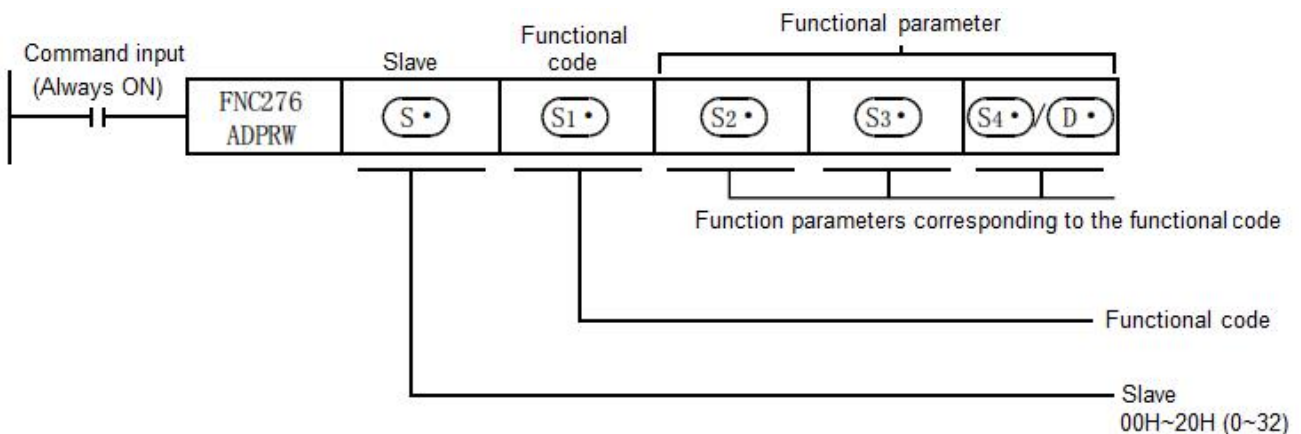 Functional parameter
Command input
(Always ON)
Slave
Functional
code
FNC276
ADPRW
S•
S1•
S2•
S3•
S4•/D•
Function parameters corresponding to the functional code
Functional code
Slave
00H~20H (0~32)